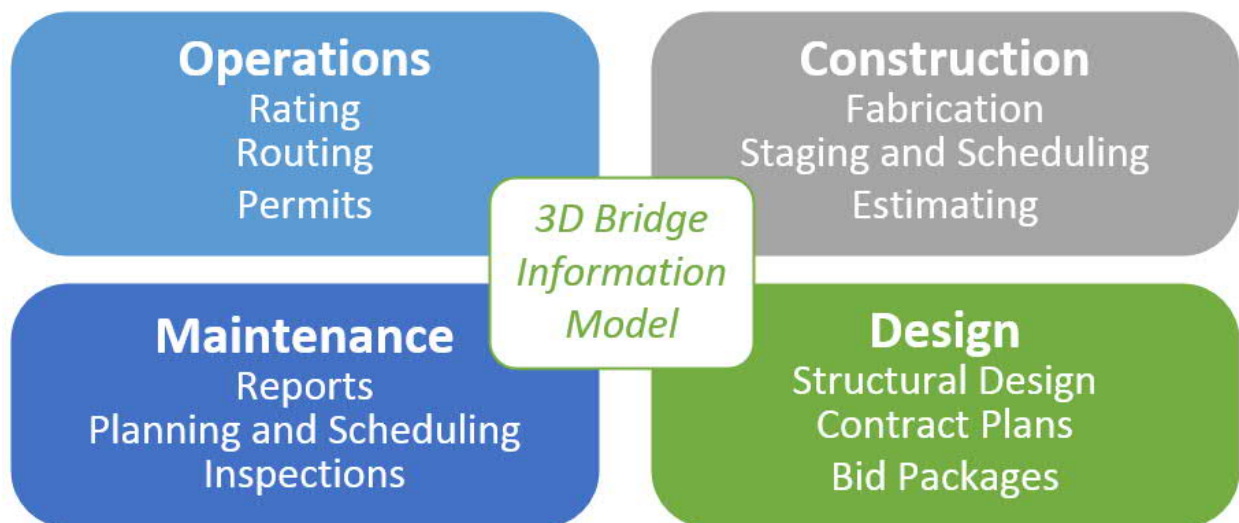 Operations
Rating
Routing
Permits
Construction
Fabrication
Staging and Scheduling
Estimating
3D Bridge
Information
Model
Maintenance
Reports
Planning and Scheduling
Inspections
Design
Structural Design
Contract Plans
Bid Packages